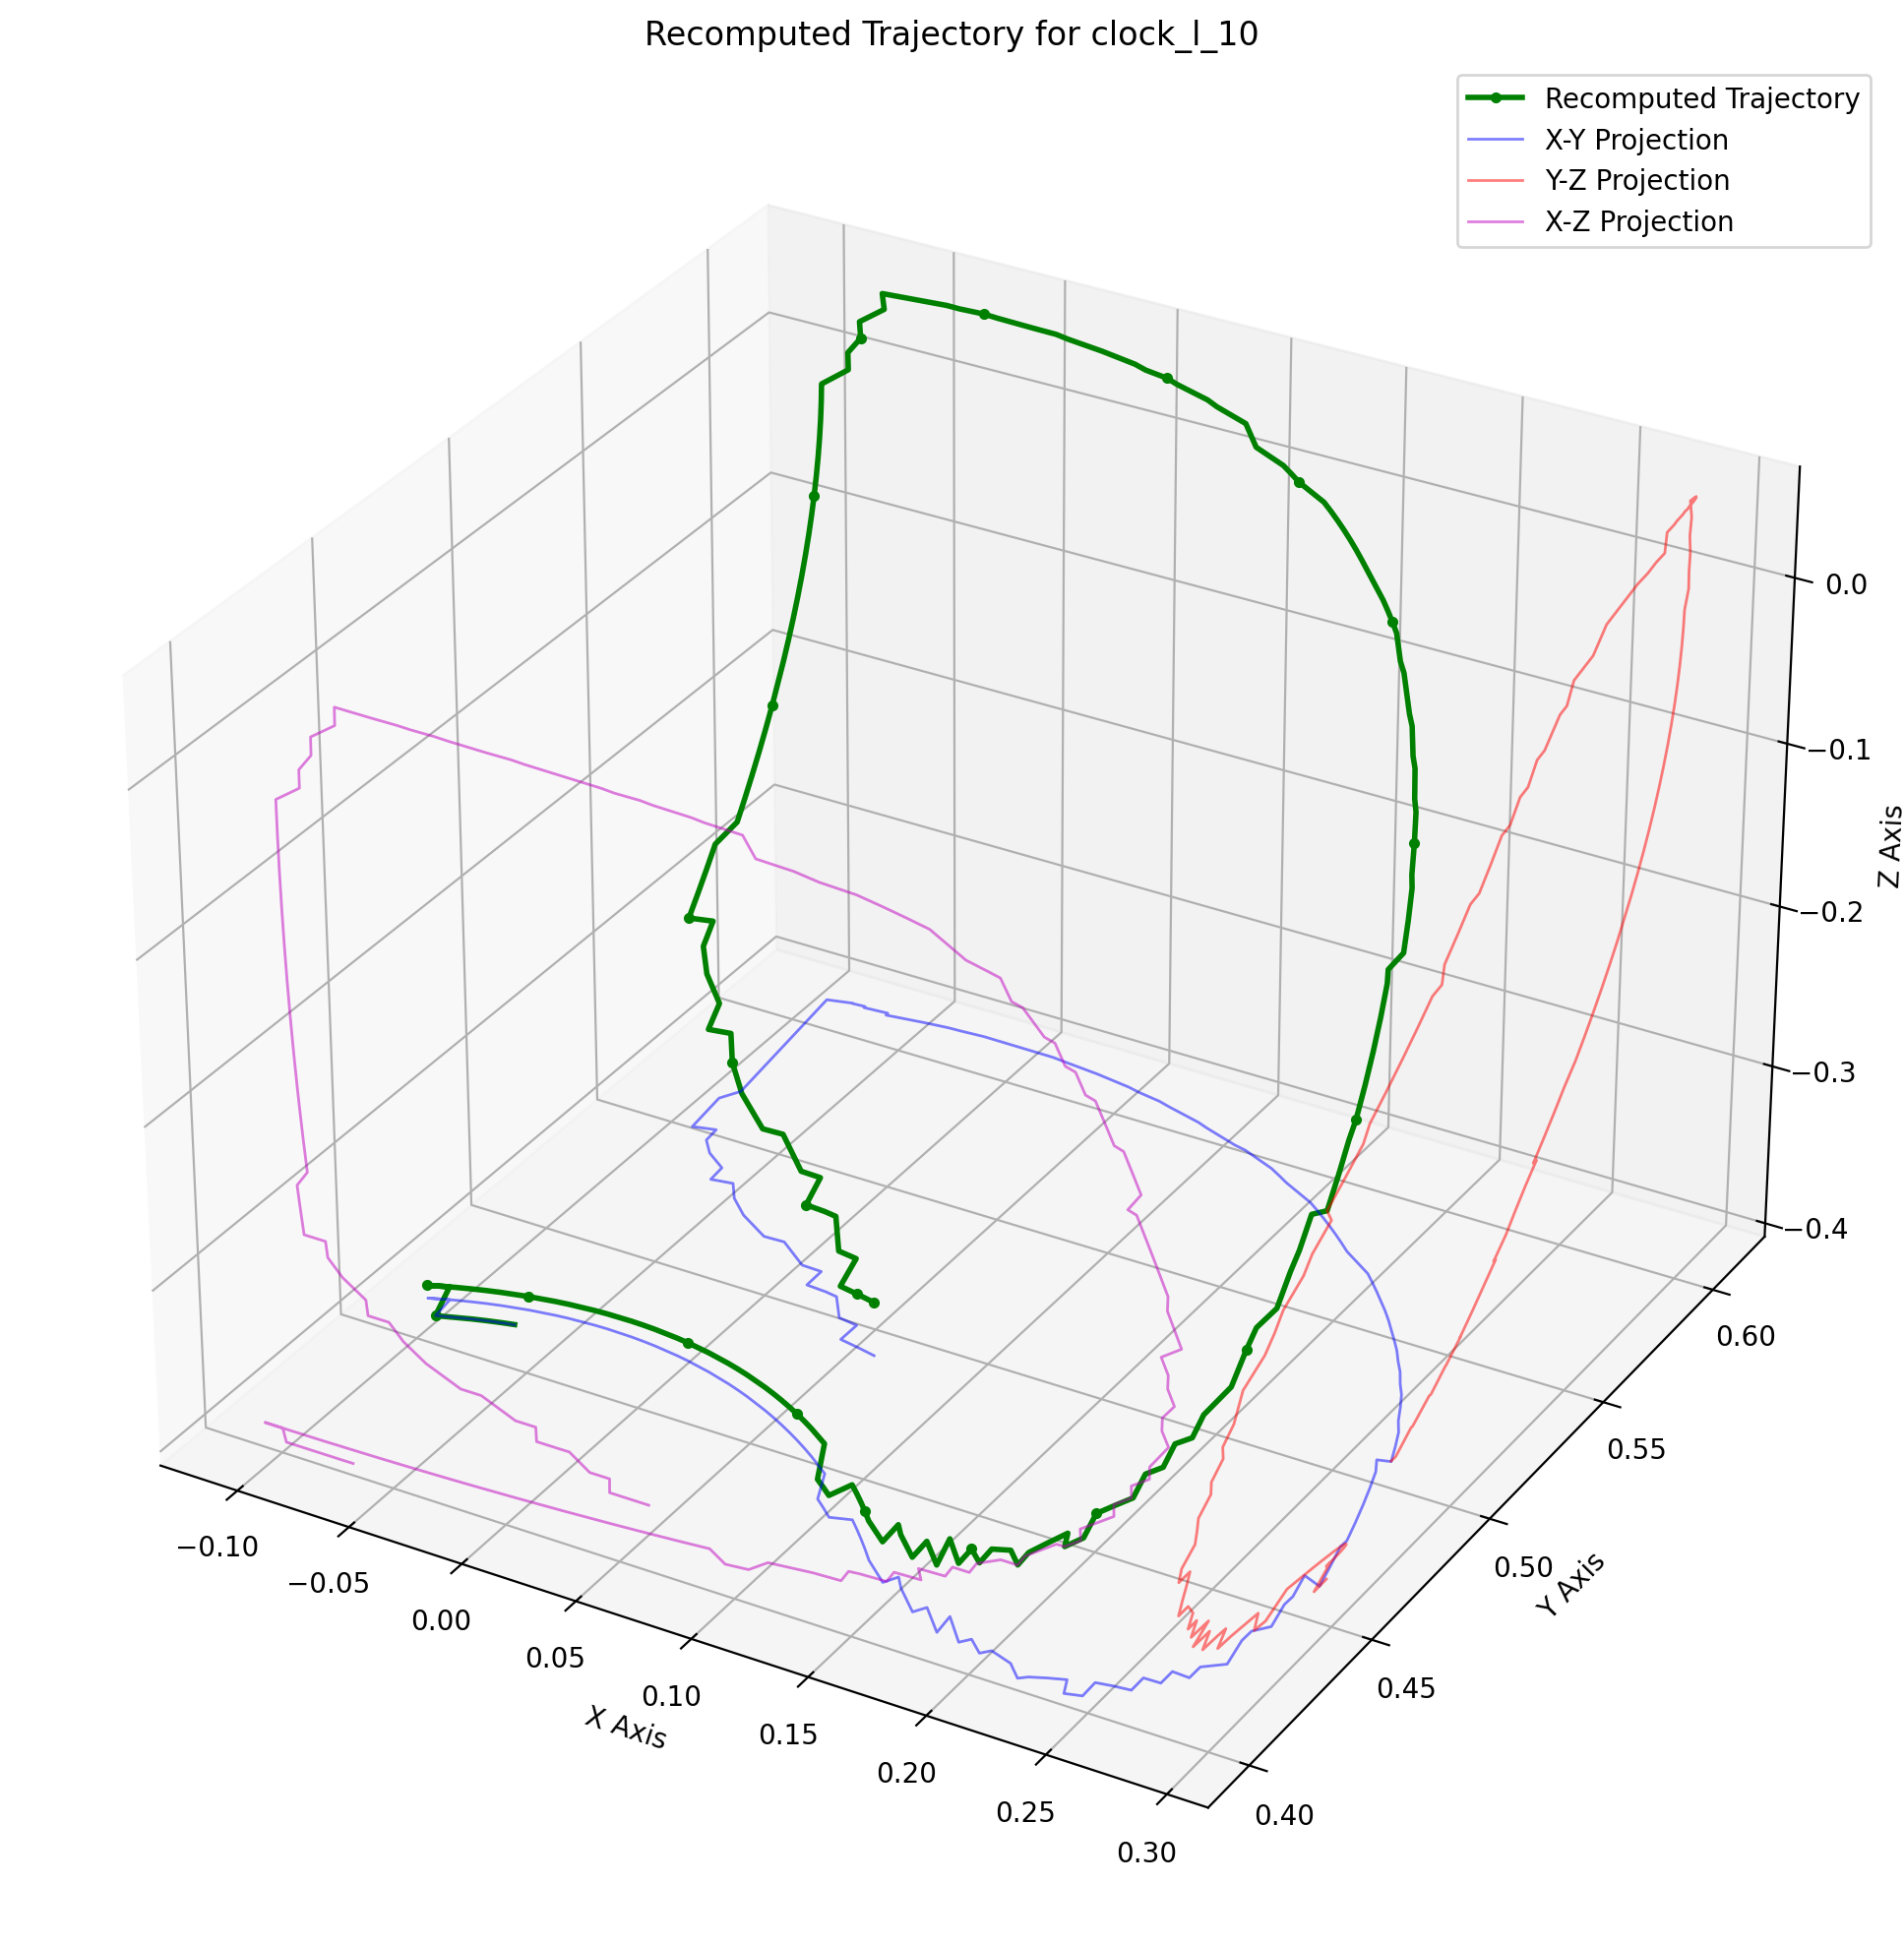 Recomputed Trajectory for clock_l_10
Recomputed Trajectory
X-Y Projection
Y-Z Projection
X-Z Projection
0.0
−0.1
−0.2
−0.3
−0.4
Z Axis
0.60
0.55
0.50
0.45
0.40
Y Axis
−0.10
−0.05
0.00
0.05
0.10
0.15
0.20
0.25
0.30
X Axis